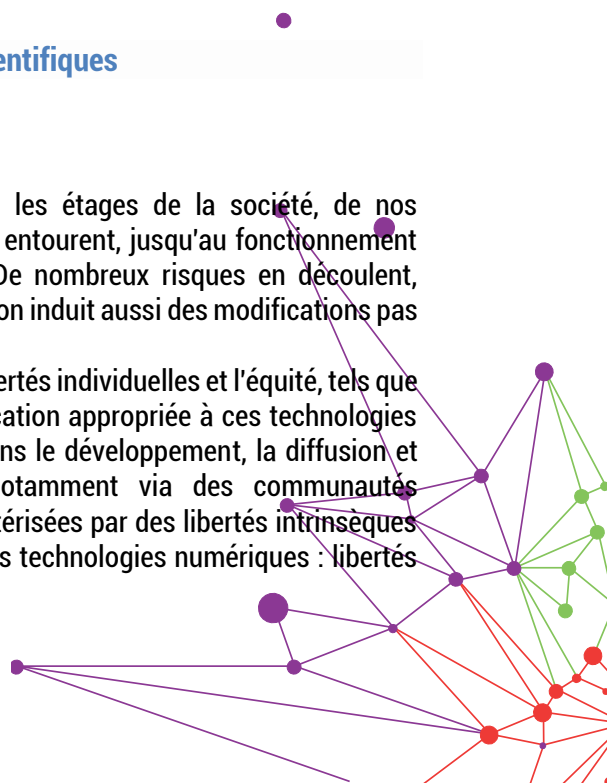 entifiques
les étages de la société, de nos
entourent, jusqu'au fonctionnement
De nombreux risques en découlent,
on induit aussi des modifications pas
ertés individuelles et l'équité, tels que
cation appropriée à ces technologies
ns le développement, la diffusion et
otamment via des communautés
térisées par des libertés intrinsèques
s technologies numériques : libertés